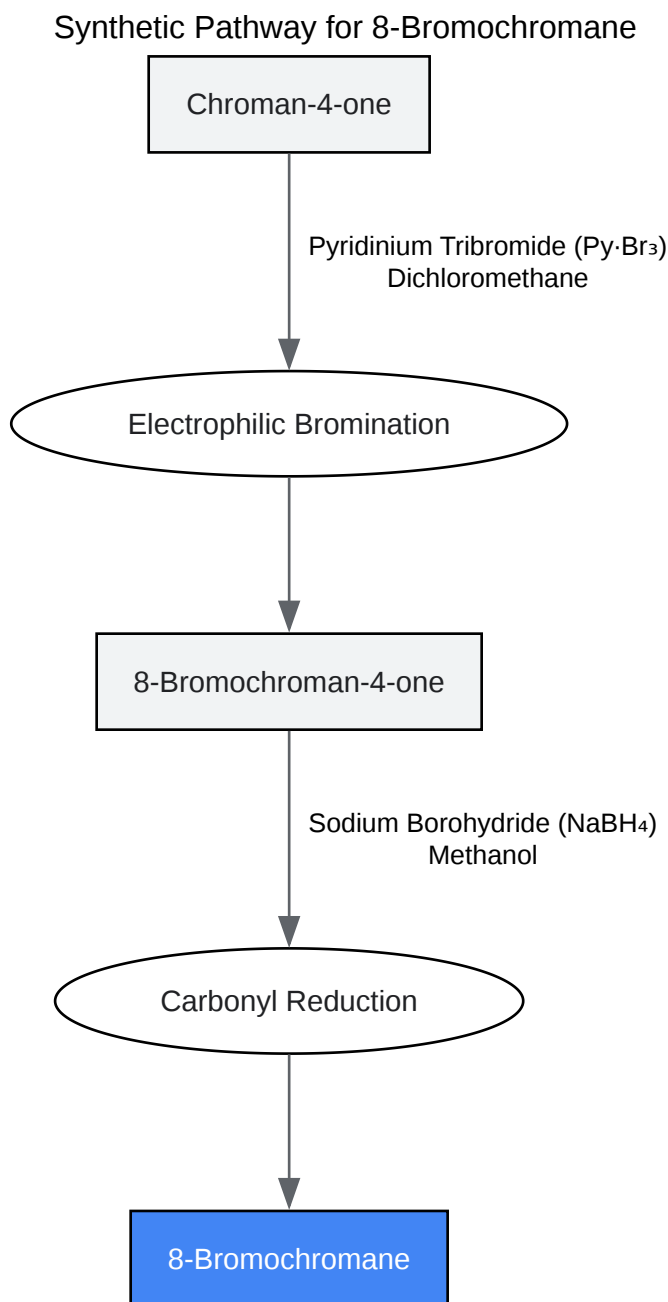 Synthetic Pathway for 8-Bromochromane
Chroman-4-one
Pyridinium Tribromide (Py·Br₃)
Dichloromethane
Electrophilic Bromination
8-Bromochroman-4-one
Sodium Borohydride (NaBH₄)
Methanol
Carbonyl Reduction
8-Bromochromane